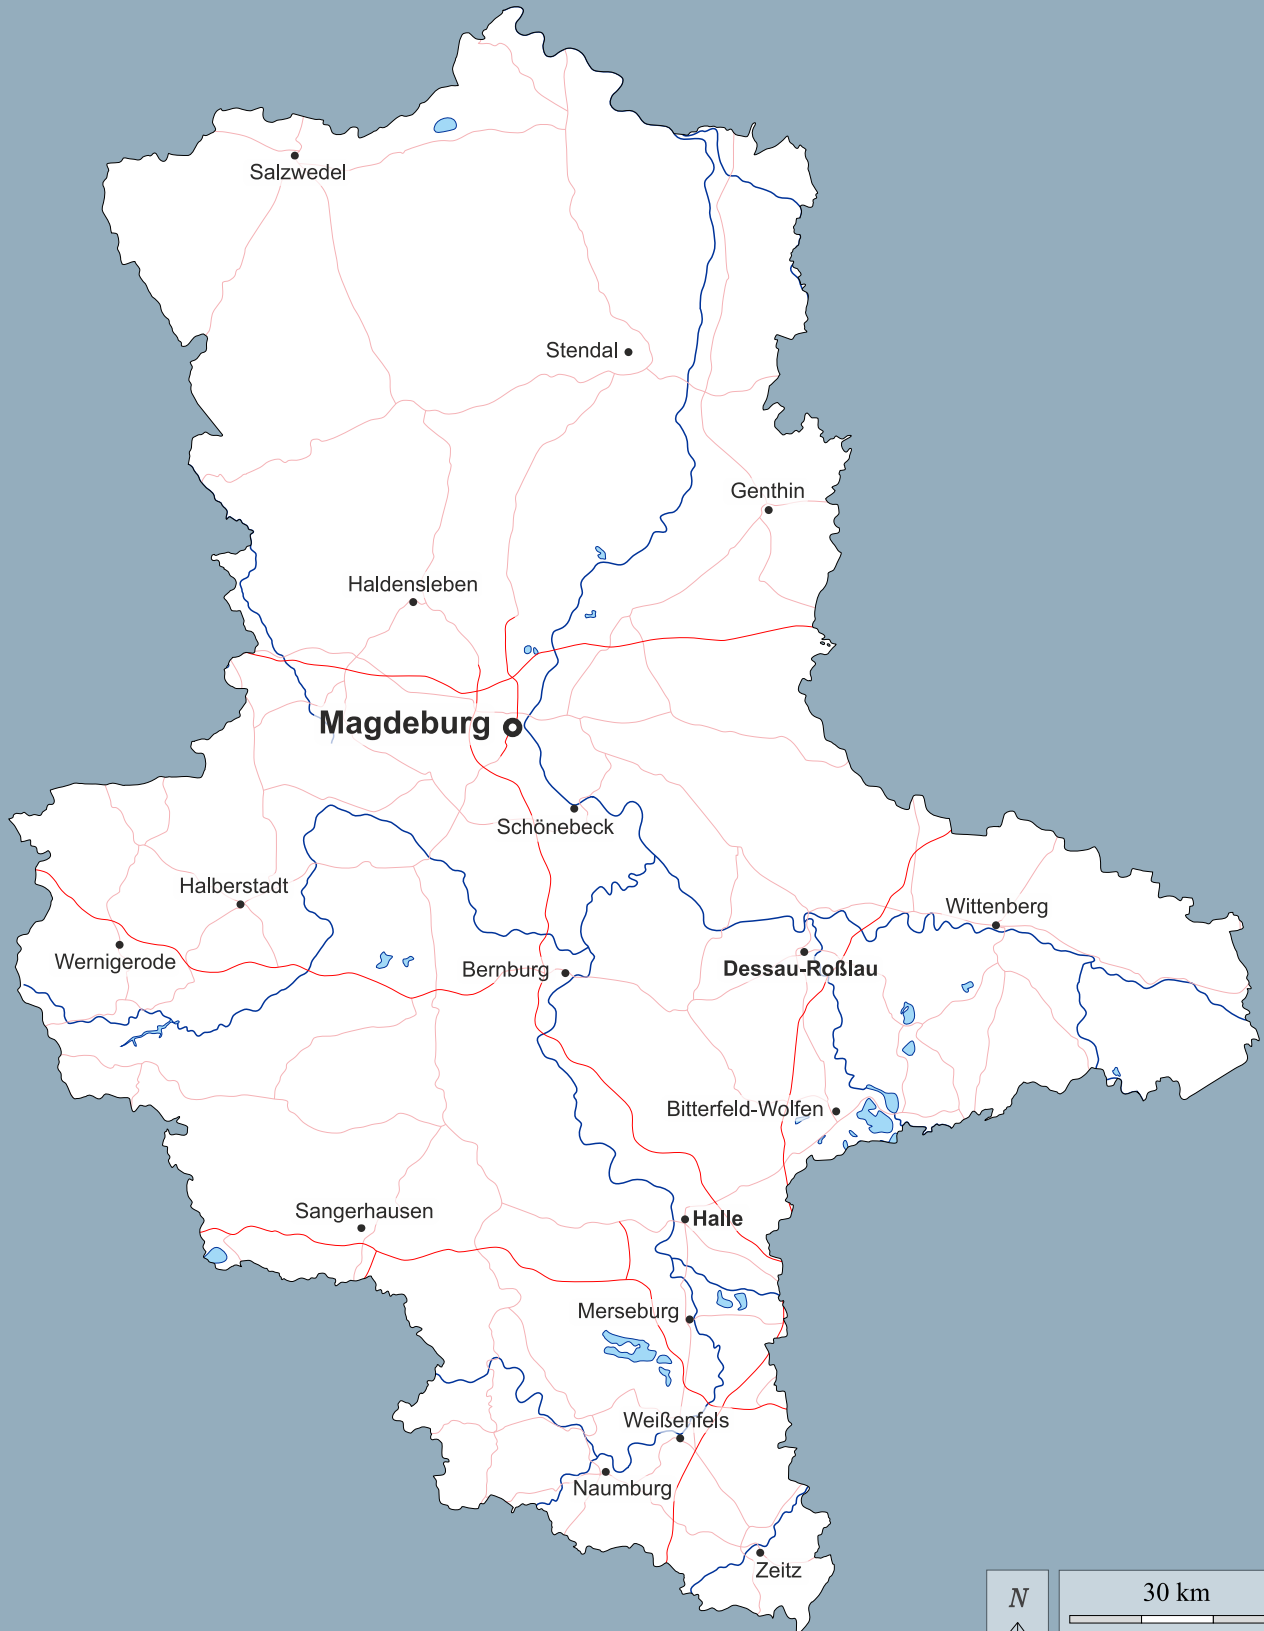 Salzwedel
Stendal
Genthin
Haldensleben
Magdeburg
Schönebeck
Halberstadt
Wittenberg
Wernigerode
Bernburg
Dessau-Roßlau
Bitterfeld-Wolfen
Sangerhausen
Halle
Merseburg
Weißenfels
Naumburg
Zeitz
N
30 km